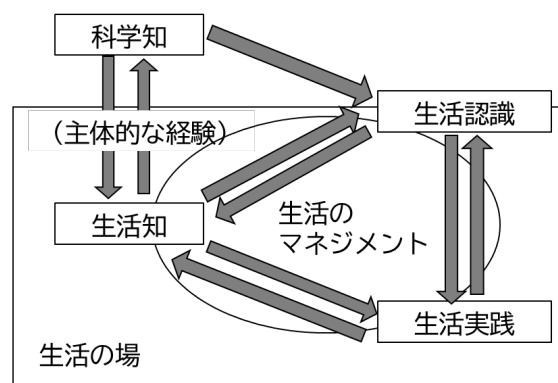 科学知
（主体的な経験）
生活認識
生活知
生活の
マネジメント
生活実践
生活の場